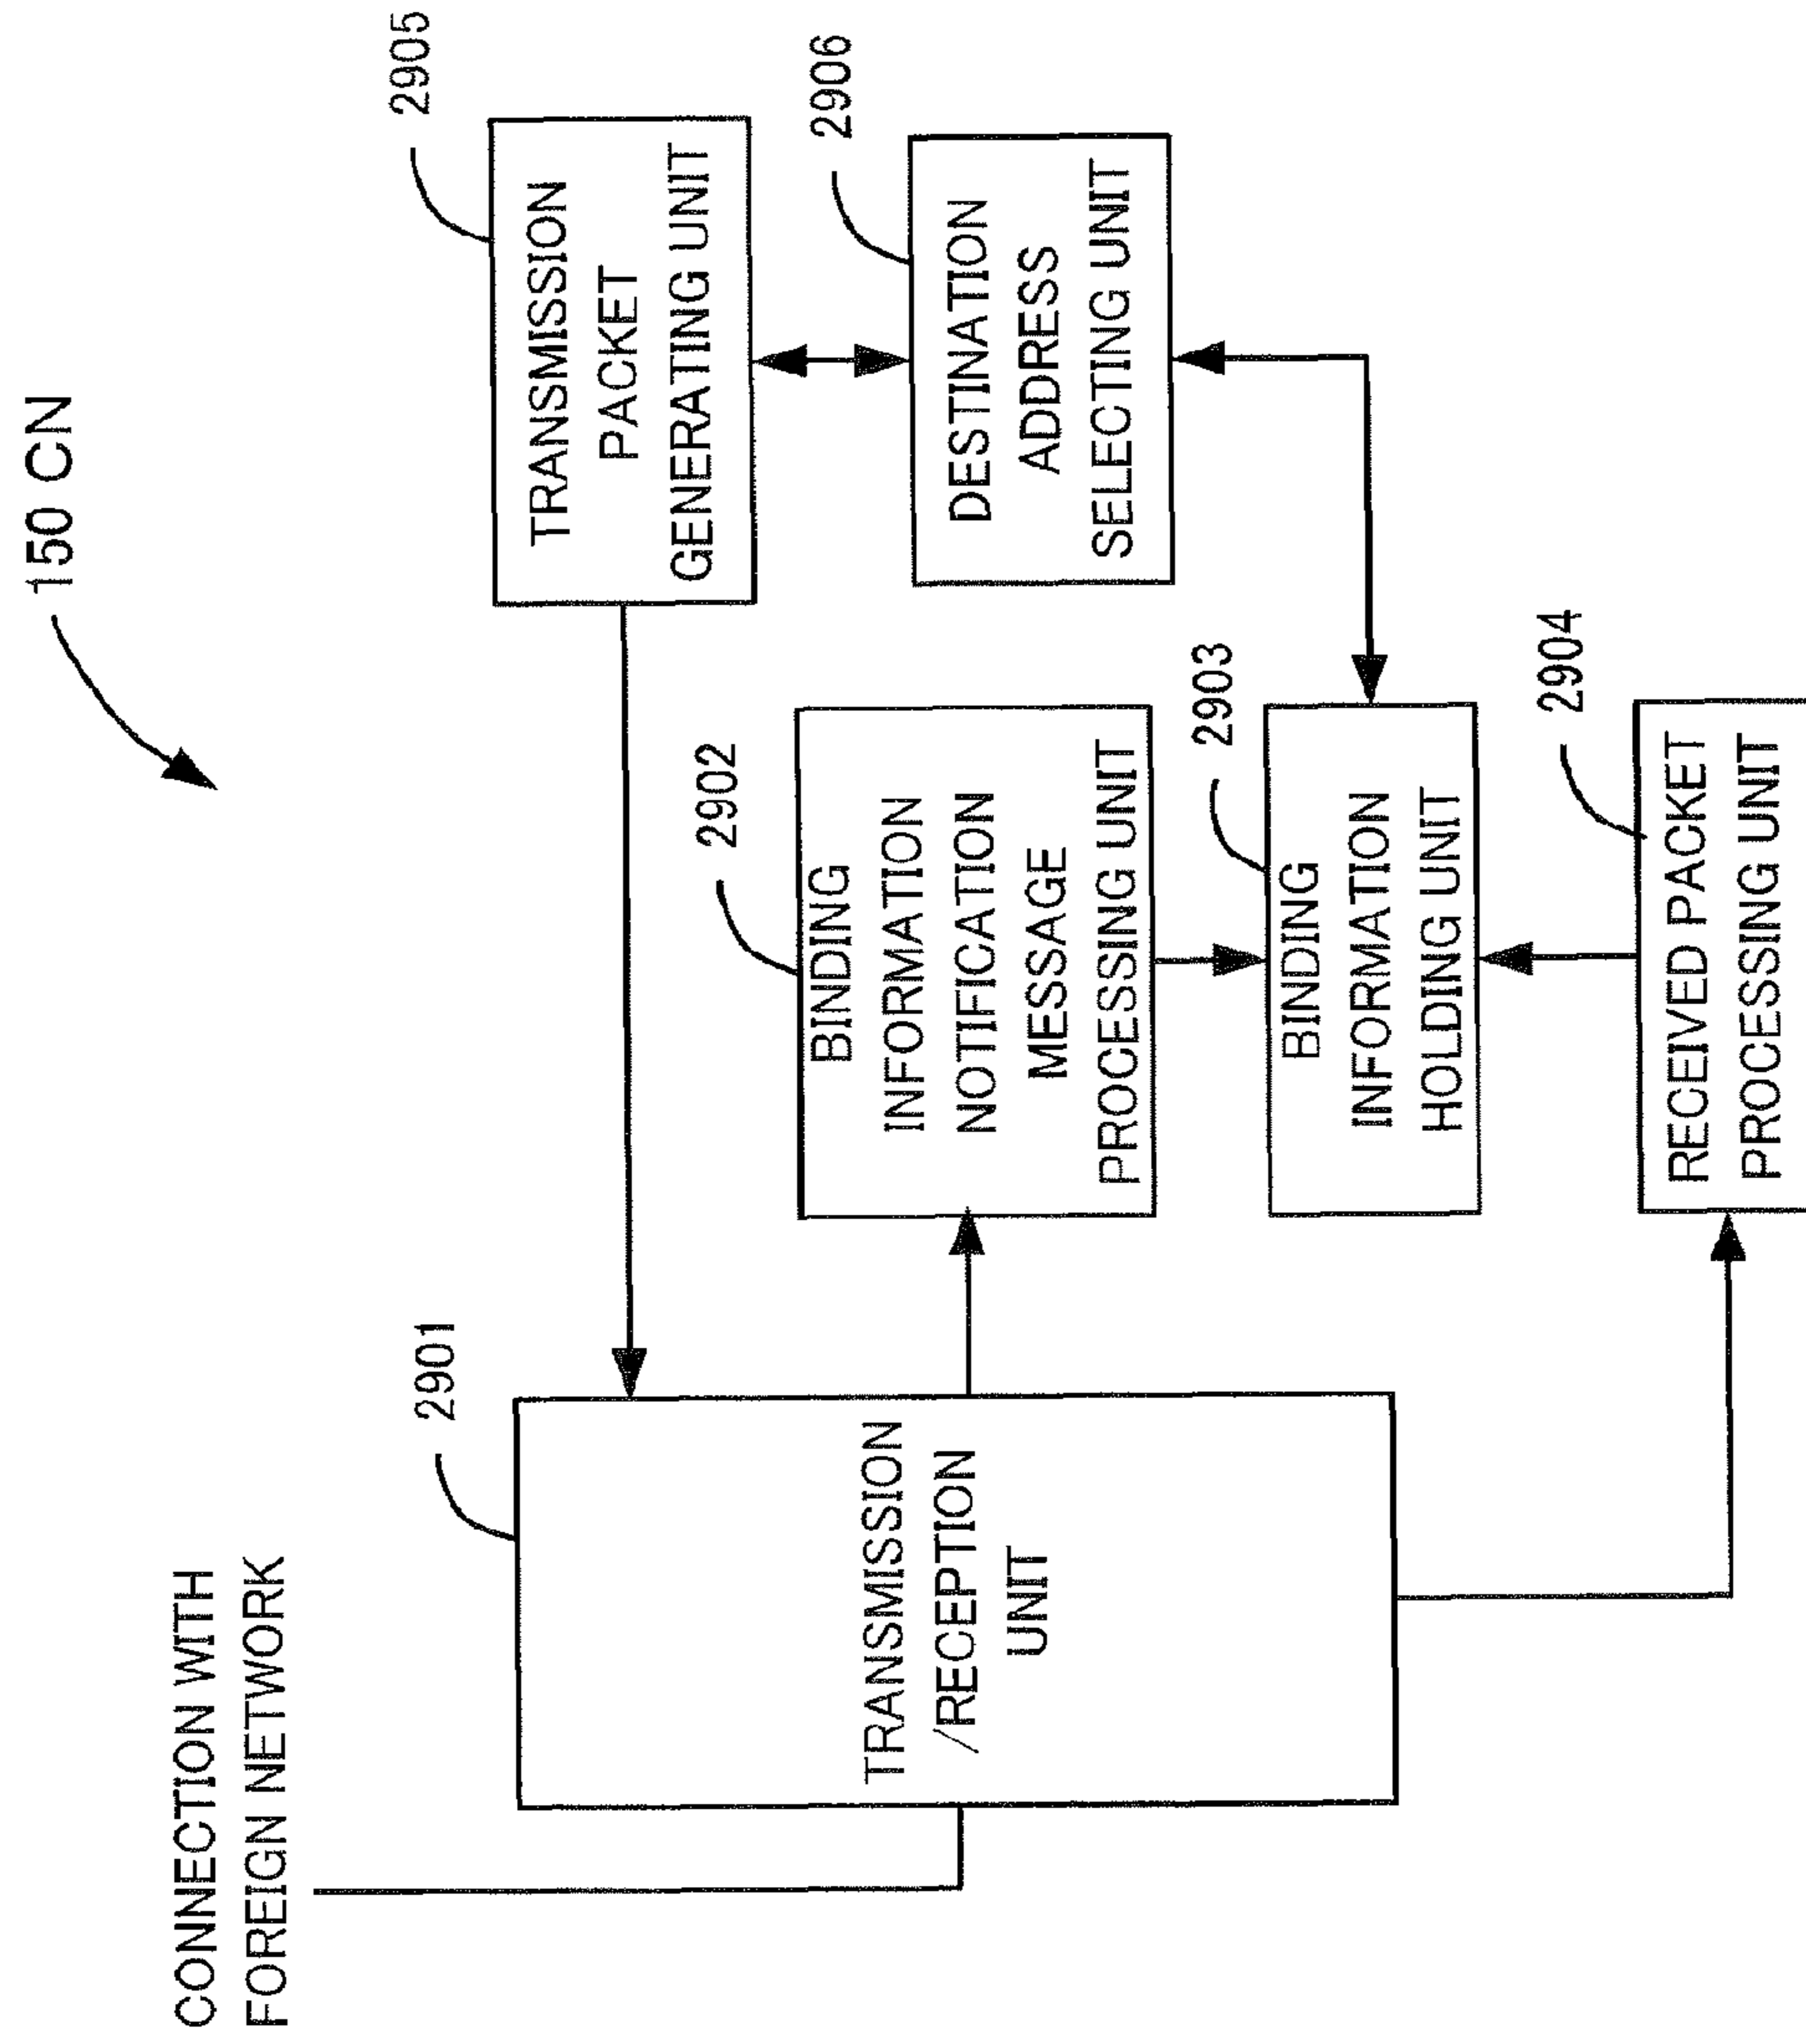 150 CN
CONNECTION WITH
FOREIGN NETWORK
2901
TRANSMISSION
/RECEPTION
UNIT
2905
TRANSMISSION
PACKET
GENERATING UNIT
2902
BINDING
INFORMATION
NOTIFICATION
MESSAGE
PROCESSING UNIT
2906
DESTINATION
ADDRESS
SELECTING UNIT
2903
BINDING
INFORMATION
HOLDING UNIT
2904
RECEIVED PACKET
PROCESSING UNIT